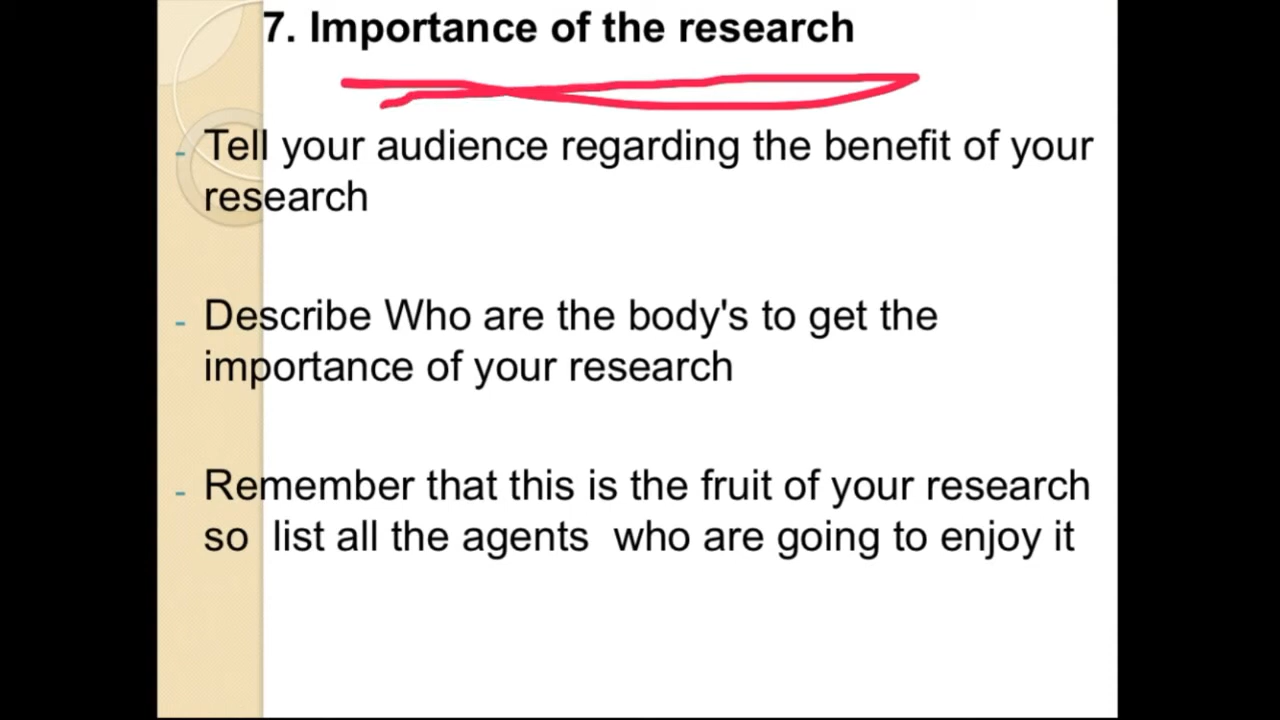 7. Importance of the research
- Tell your audience regarding the benefit of your
research
- Describe Who are the body's to get the
importance of your research
- Remember that this is the fruit of your research
so list all the agents who are going to enjoy it